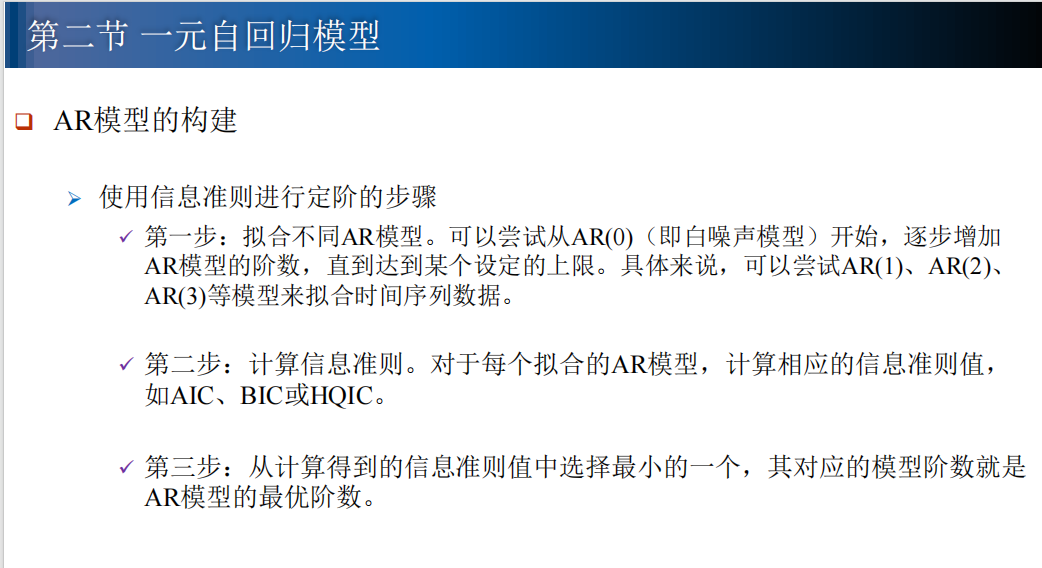 第二节 一元自回归模型
AR模型的构建
使用信息准则进行定阶的步骤
第一步：拟合不同AR模型。可以尝试从AR(0)（即白噪声模型）开始，逐步增加
AR模型的阶数，直到达到某个设定的上限。具体来说，可以尝试AR(1)、AR(2)、
AR(3)等模型来拟合时间序列数据。
第二步：计算信息准则。对于每个拟合的AR模型，计算相应的信息准则值，
如AIC、BIC或HQIC。
第三步：从计算得到的信息准则值中选择最小的一个，其对应的模型阶数就是
AR模型的最优阶数。